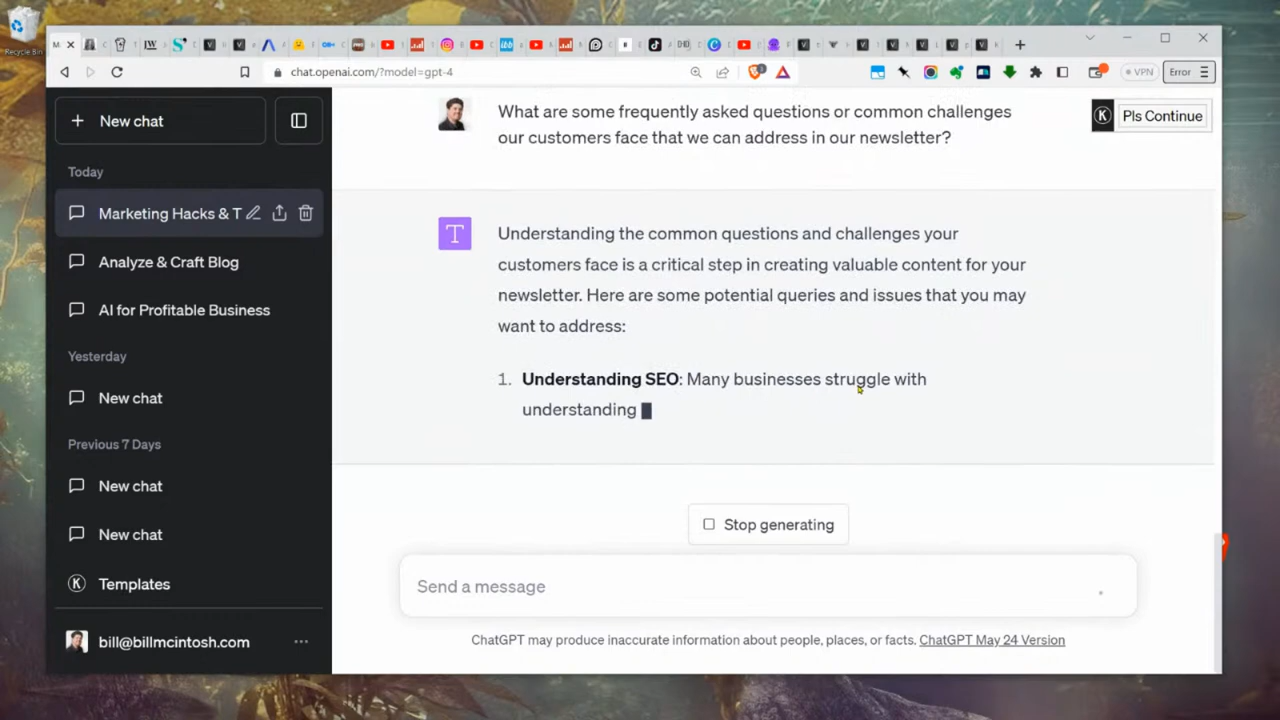 Recycle Bin
chat.openai.com/?model=gpt-4
VPN
Error
New chat
Today
Marketing Hacks & T
Analyze & Craft Blog
AI for Profitable Business
Yesterday
New chat
Previous 7 Days
New chat
New chat
Templates
bill@billmcintosh.com
What are some frequently asked questions or common challenges
our customers face that we can address in our newsletter?
K
Pls Continue
T
Understanding the common questions and challenges your
customers face is a critical step in creating valuable content for your
newsletter. Here are some potential queries and issues that you may
want to address:
1. Understanding SEO: Many businesses struggle with
understanding
Stop generating
Send a message
ChatGPT may produce inaccurate information about people, places, or facts. ChatGPT May 24 Version